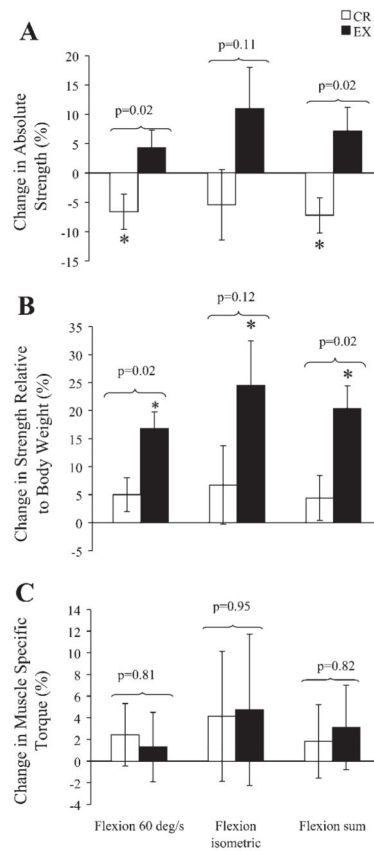 CR
EX
A
p=0.11
p=0.02
p=0.02
Change in Absolute
Strength (%)
20
15
10
5
0
-5
-10
-15
*
*
B
p=0.12
p=0.02
p=0.02
Change in Strength Relative
to Body Weight (%)
35
30
25
20
15
10
5
0
-5
*
*
*
C
p=0.95
p=0.81
p=0.82
Change in Muscle Specific
Torque (%)
14
12
10
8
6
4
2
0
-2
-4
Flexion 60 deg/s
Flexion
isometric
Flexion sum